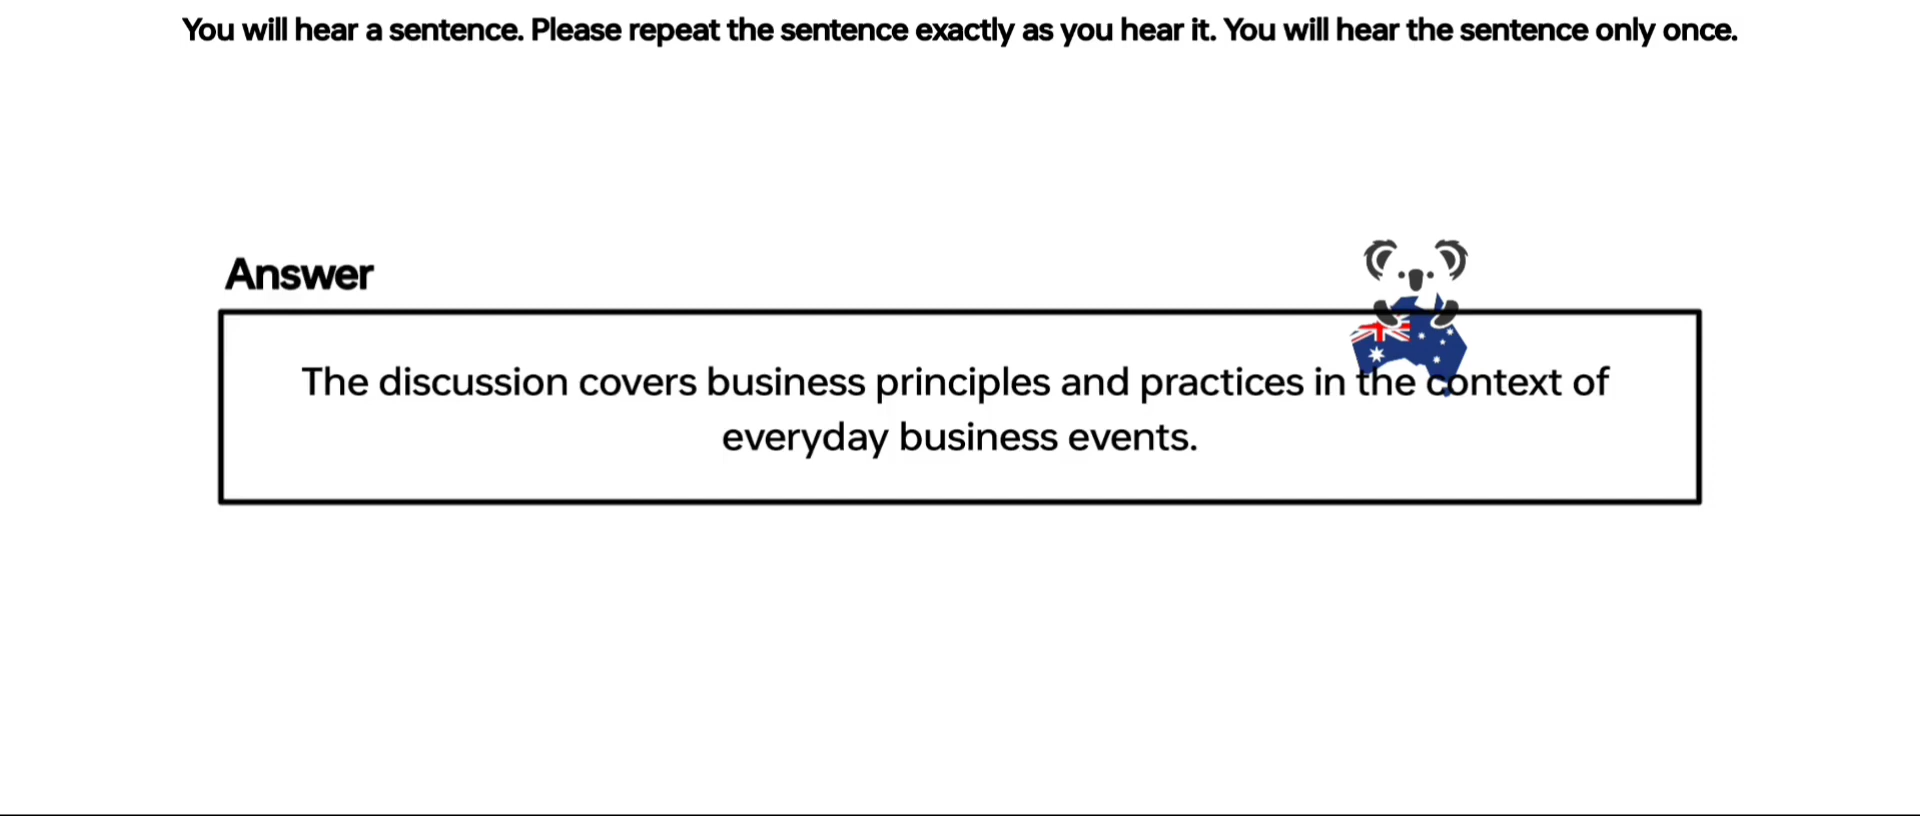 You will hear a sentence. Please repeat the sentence exactly as you hear it. You will hear the sentence only once.
Answer
The discussion covers business principles and practices in the context of
everyday business events.